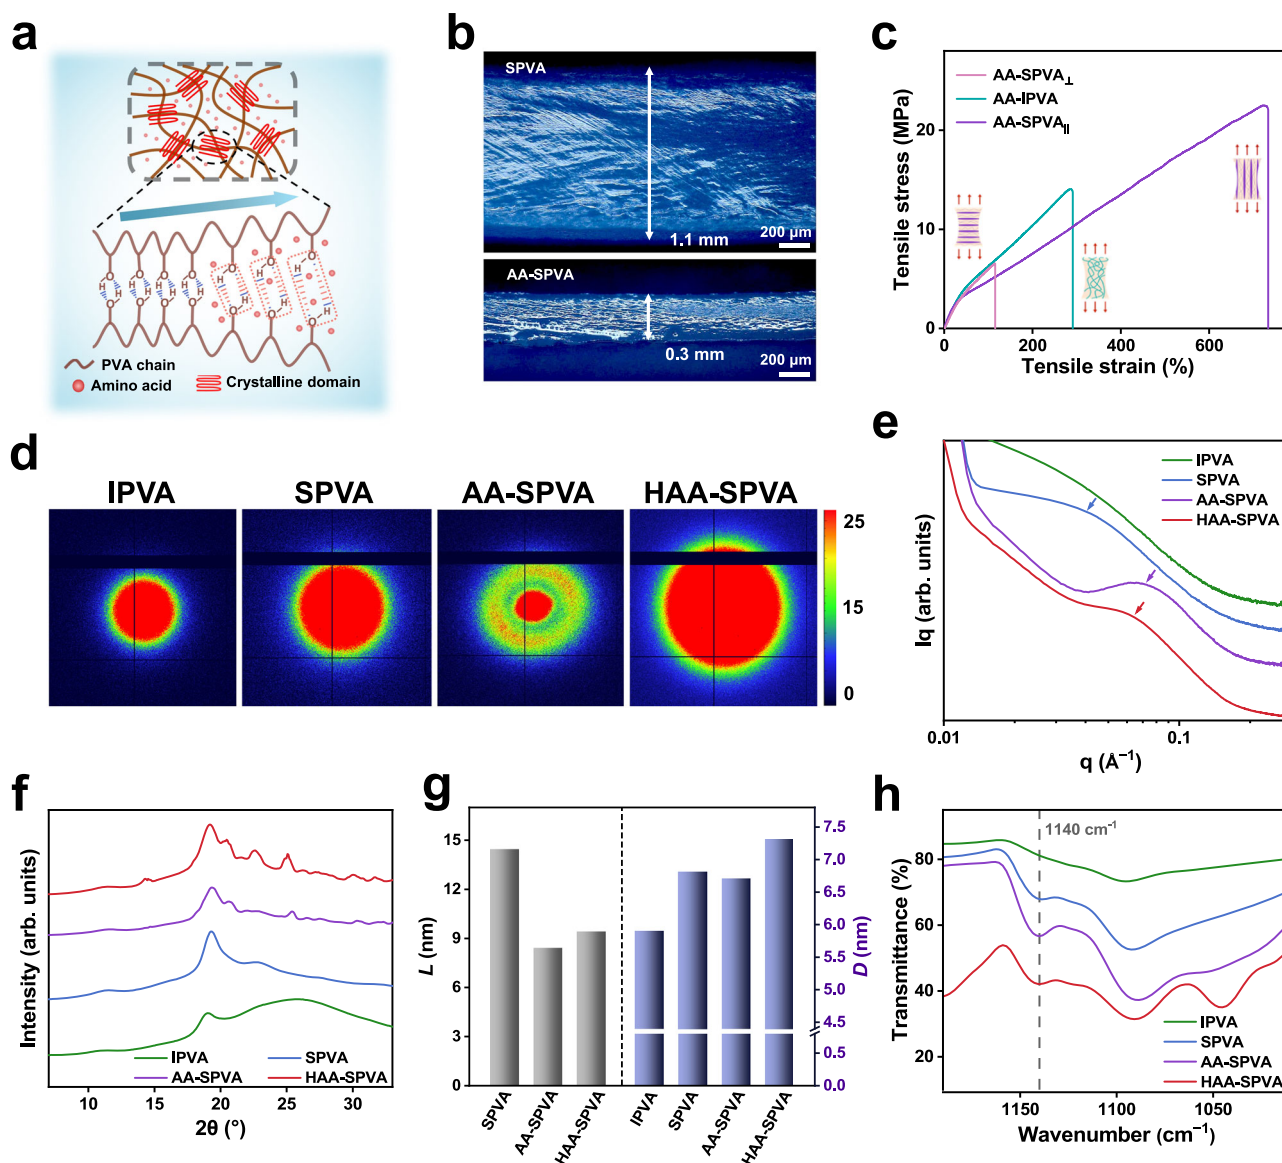 a
H
O
O
H
H
O
O
H
H
O
O
H
H
O
O
H
PVA chain
Amino acid
Crystalline domain
b
SPVA
1.1 mm
200 μm
AA-SPVA
0.3 mm
200 μm
c
AA-SPVA⊥
AA-IPVA
AA-SPVA∥
Tensile stress (MPa)
20
10
0
0
200
400
600
Tensile strain (%)
d
IPVA
SPVA
AA-SPVA
HAA-SPVA
25
15
0
e
IPVA
SPVA
AA-SPVA
HAA-SPVA
Iq (arb. units)
0.01
0.1
q (Å⁻¹)
f
Intensity (arb. units)
IPVA
SPVA
AA-SPVA
HAA-SPVA
10
15
20
25
30
2θ (°)
g
L (nm)
15
12
9
6
3
0
7.5
7.0
6.5
6.0
5.5
5.0
4.5
0.5
0.0
D (nm)
SPVA
AA-SPVA
HAA-SPVA
IPVA
SPVA
AA-SPVA
HAA-SPVA
h
1140 cm⁻¹
Transmittance (%)
80
60
40
20
IPVA
SPVA
AA-SPVA
HAA-SPVA
1150
1100
1050
Wavenumber (cm⁻¹)